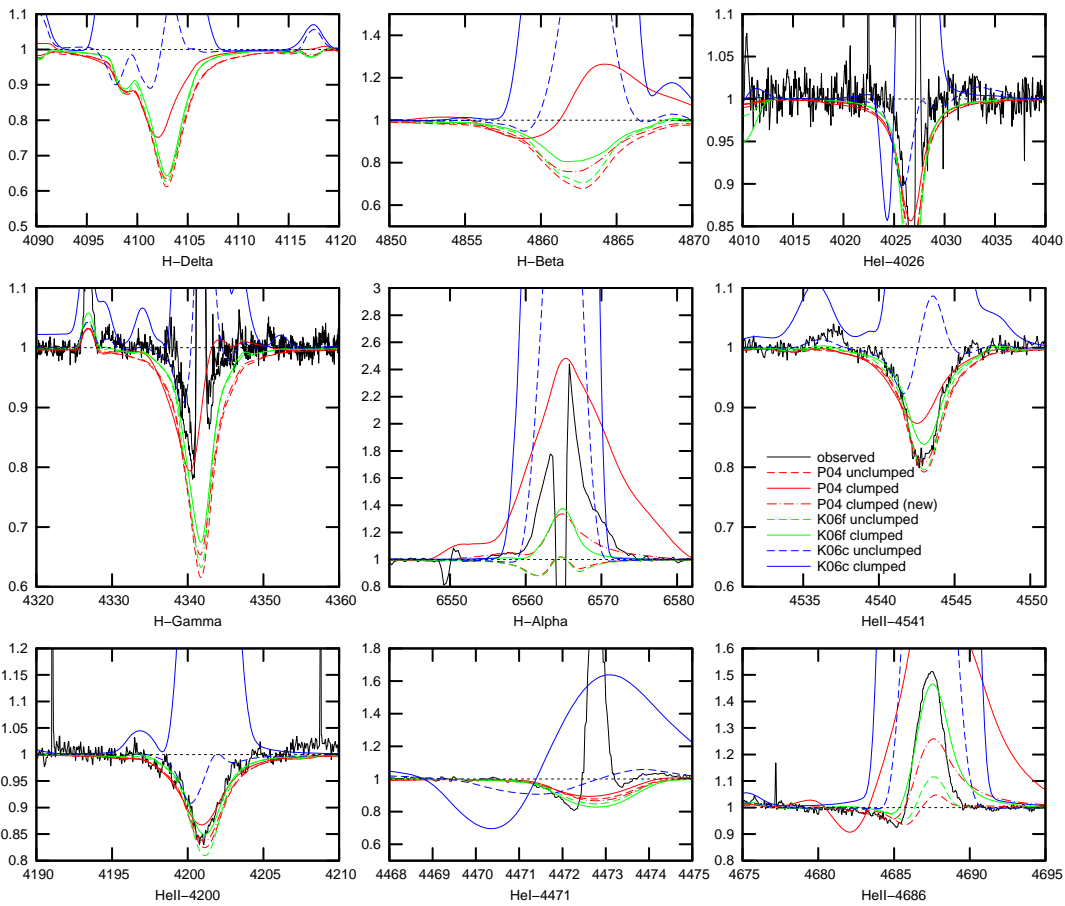 1.1
1
0.9
0.8
0.7
0.6
0.5
4090 4095 4100 4105 4110 4115 4120
H−Delta
1.4
1.2
1
0.8
0.6
4850 4855 4860 4865 4870
H−Beta
1.05
1
0.95
0.9
0.85
4010 4015 4020 4025 4030 4035 4040
HeI−4026
1.1
1
0.9
0.8
0.7
0.6
4320 4330 4340 4350 4360
H−Gamma
3
2.8
2.6
2.4
2.2
2
1.8
1.6
1.4
1.2
1
0.8
6550 6560 6570 6580
H−Alpha
1.1
1
0.9
0.8
0.7
0.6
observed
P04 unclumped
P04 clumped
P04 clumped (new)
K06f unclumped
K06f clumped
K06c unclumped
K06c clumped
4535 4540 4545 4550
HeII−4541
1.2
1.15
1.1
1.05
1
0.95
0.9
0.85
0.8
4190 4195 4200 4205 4210
HeII−4200
1.8
1.6
1.4
1.2
1
0.8
0.6
4468 4469 4470 4471 4472 4473 4474 4475
HeI−4471
1.6
1.5
1.4
1.3
1.2
1.1
1
0.9
0.8
4675 4680 4685 4690 4695
HeII−4686